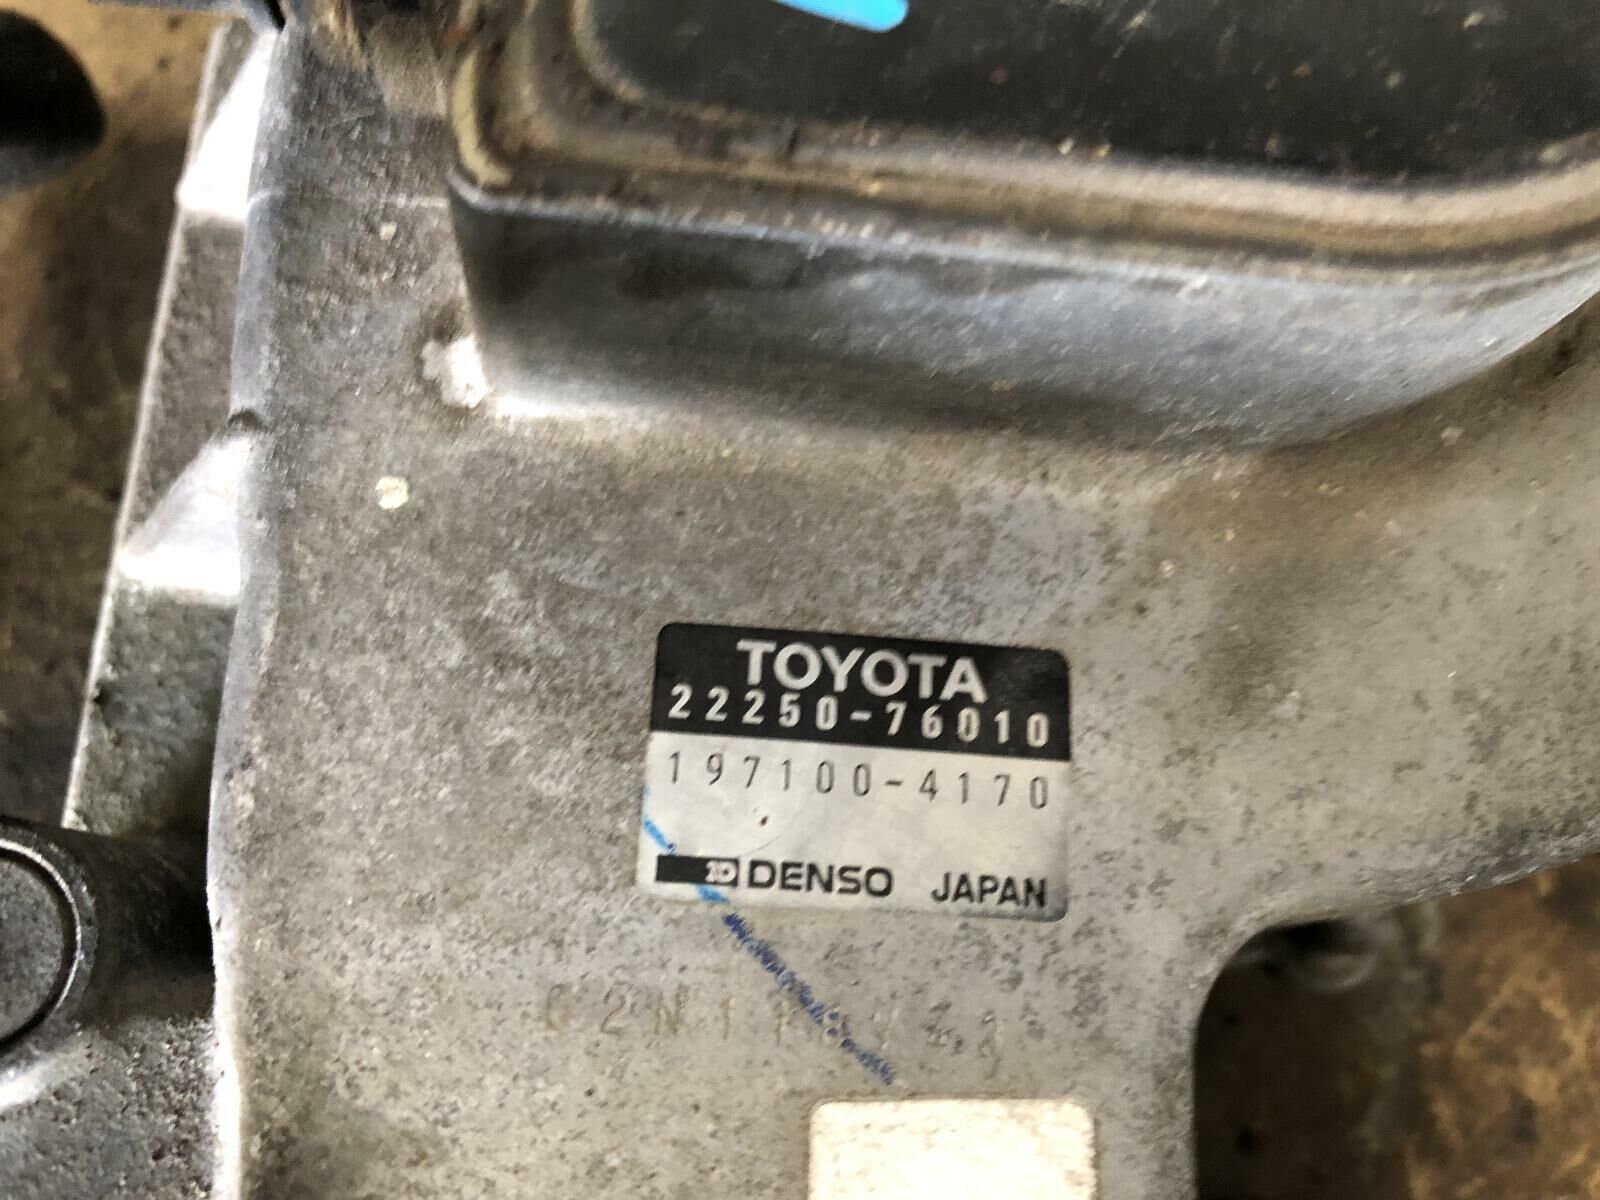 TOYOTA
22250-76010
197100-4170
DENSO JAPAN